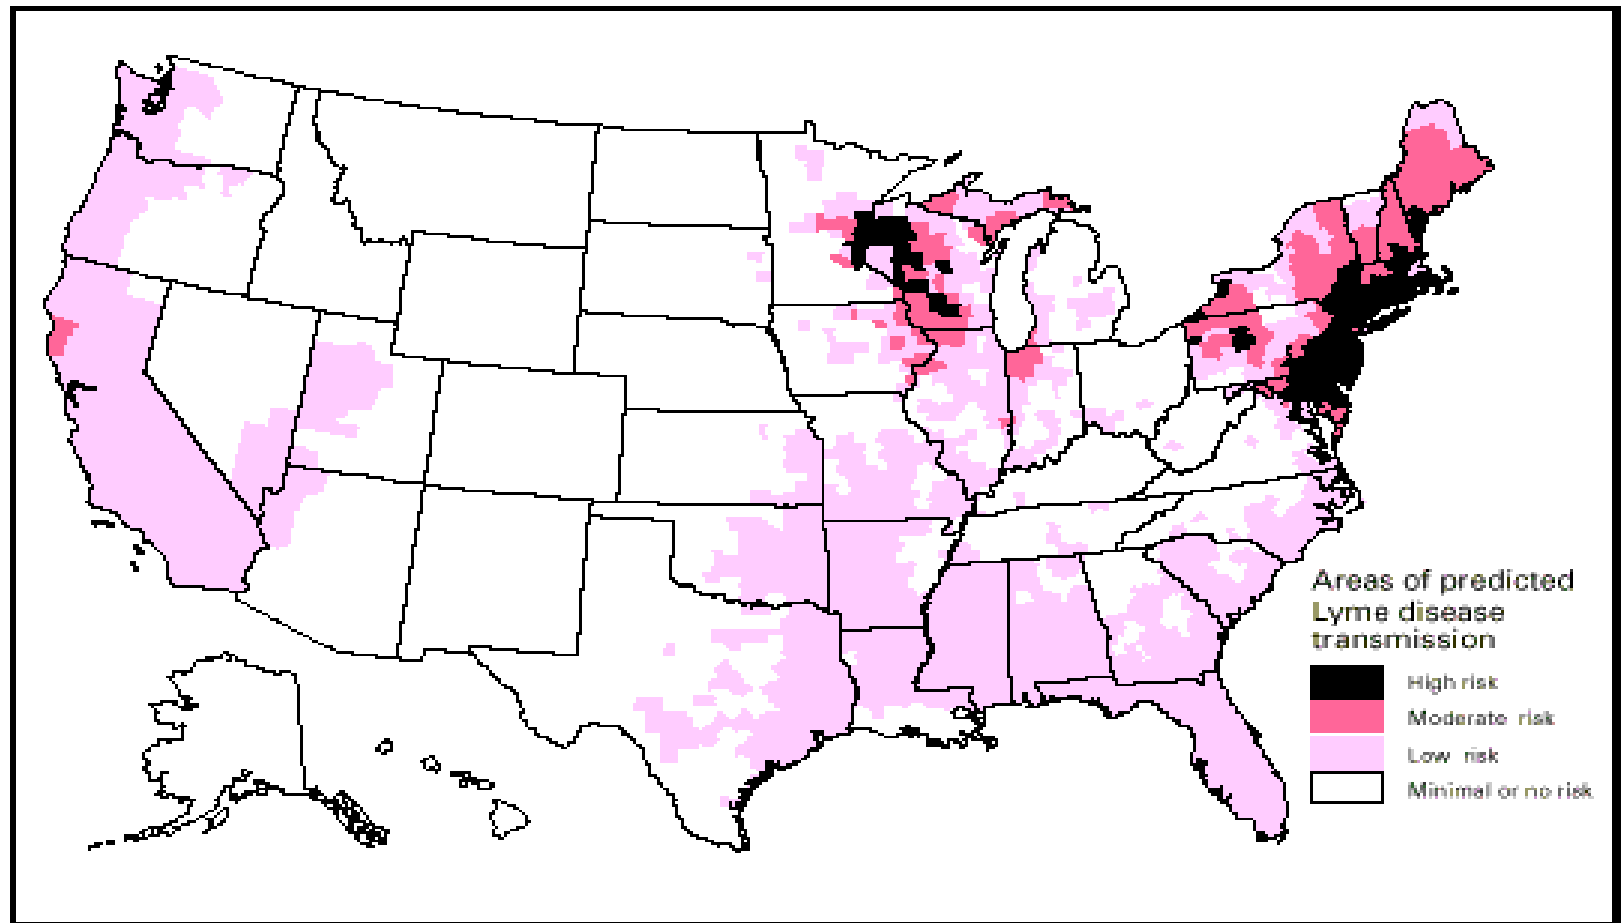 Areas of predicted
Lyme disease
transmission
High risk
Moderate risk
Low risk
Minimal or no risk